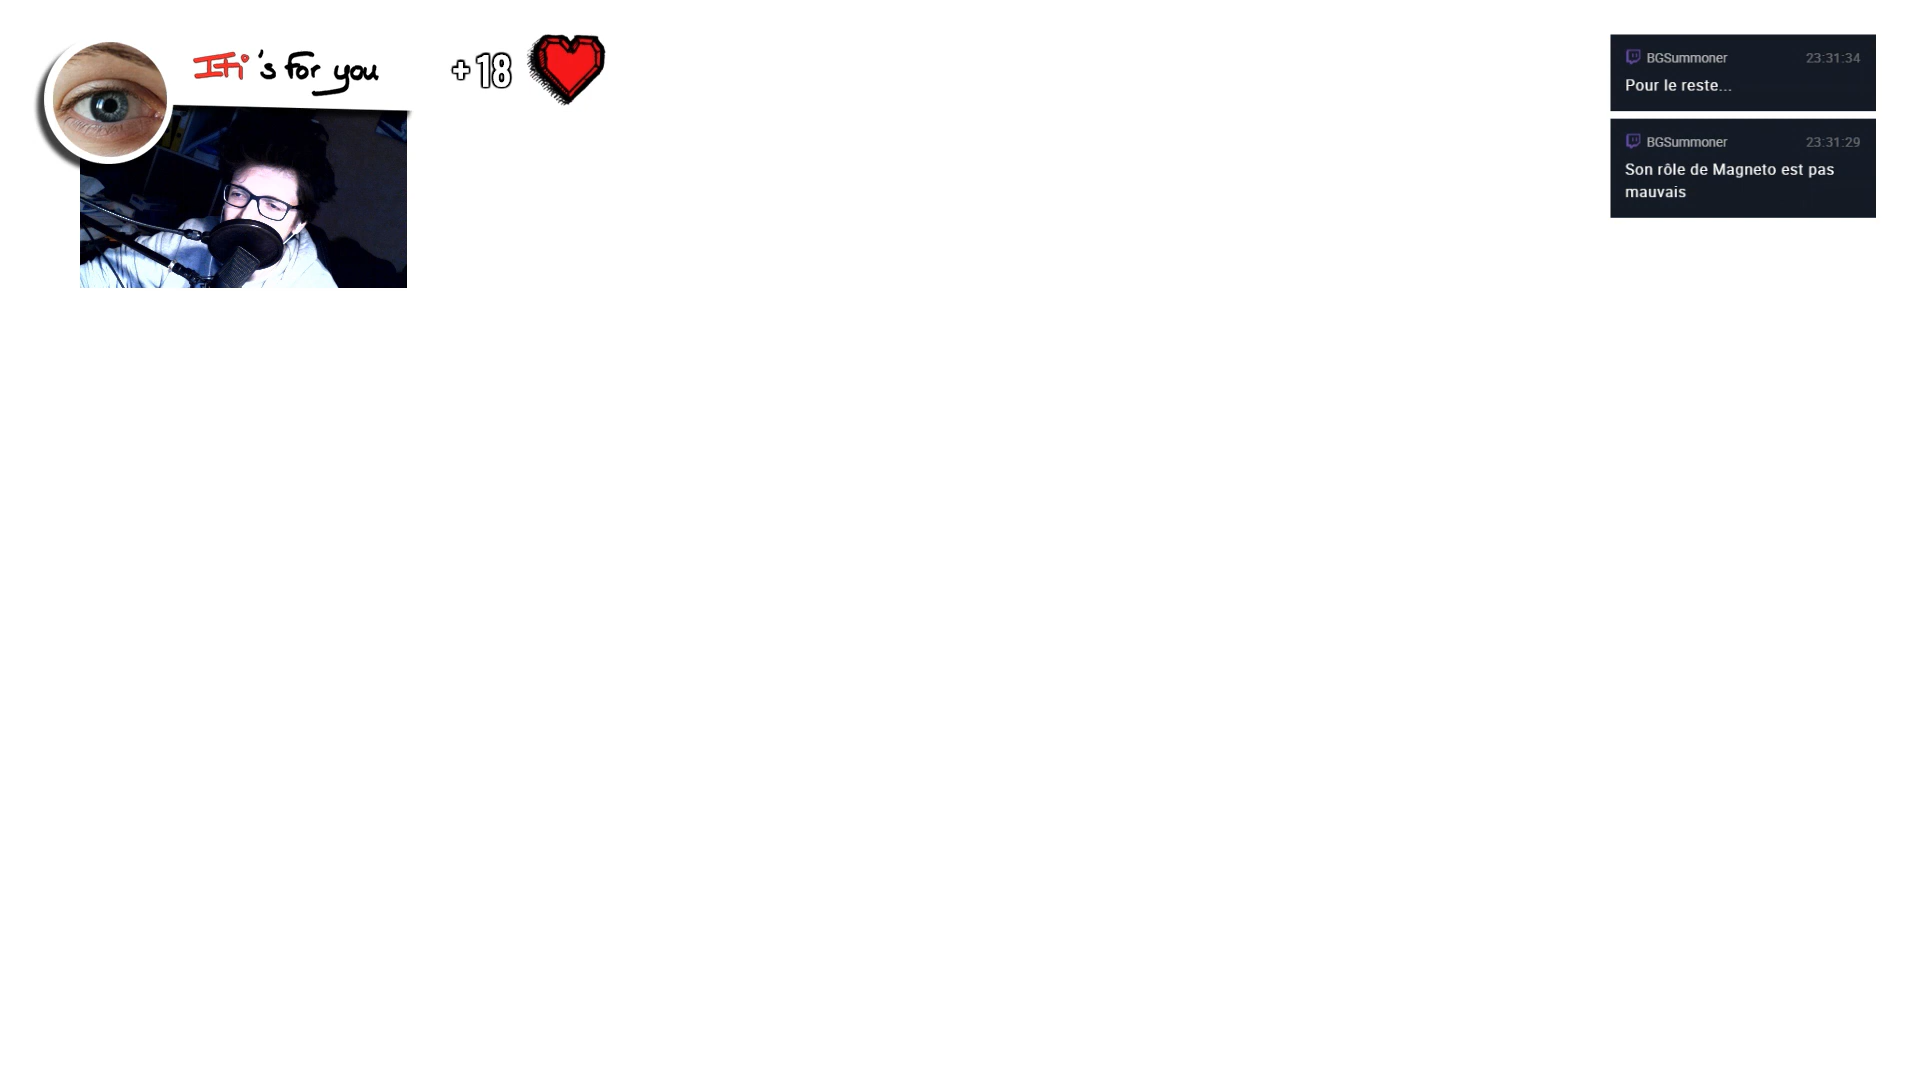 Iti's for you
+18
BGSummoner 23:31:34
Pour le reste...
BGSummoner 23:31:29
Son rôle de Magneto est pas
mauvais